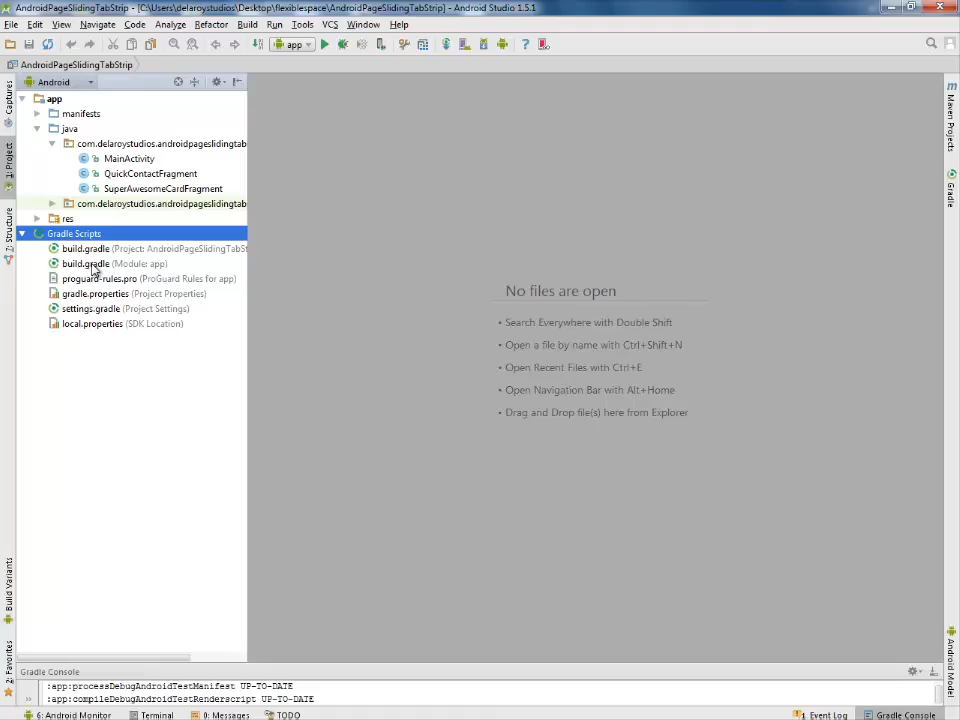 AndroidPageSlidingTabStrip - [C:\Users\delaroystudios\Desktop\flexiblespace\AndroidPageSlidingTabStrip] - Android Studio 1.5.1
File Edit View Navigate Code Analyze Refactor Build Run Tools VCS Window Help
app
AndroidPageSlidingTabStrip
Android
app
manifests
java
com.delaroystudios.androidpageslidingtab
MainActivity
QuickContactFragment
SuperAwesomeCardFragment
com.delaroystudios.androidpageslidingtab
res
Gradle Scripts
build.gradle (Project: AndroidPageSlidingTabSt
build.gradle (Module: app)
proguard-rules.pro (ProGuard Rules for app)
gradle.properties (Project Properties)
settings.gradle (Project Settings)
local.properties (SDK Location)
Captures
1: Project
7: Structure
Build Variants
2: Favorites
No files are open
• Search Everywhere with Double Shift
• Open a file by name with Ctrl+Shift+N
• Open Recent Files with Ctrl+E
• Open Navigation Bar with Alt+Home
• Drag and Drop file(s) here from Explorer
Maven Projects
Gradle
Android Model
Gradle Console
:app:processDebugAndroidTestManifest UP-TO-DATE
:app:compileDebugAndroidTestRenderscript UP-TO-DATE
6: Android Monitor Terminal 0: Messages TODO 1 Event Log Gradle Console